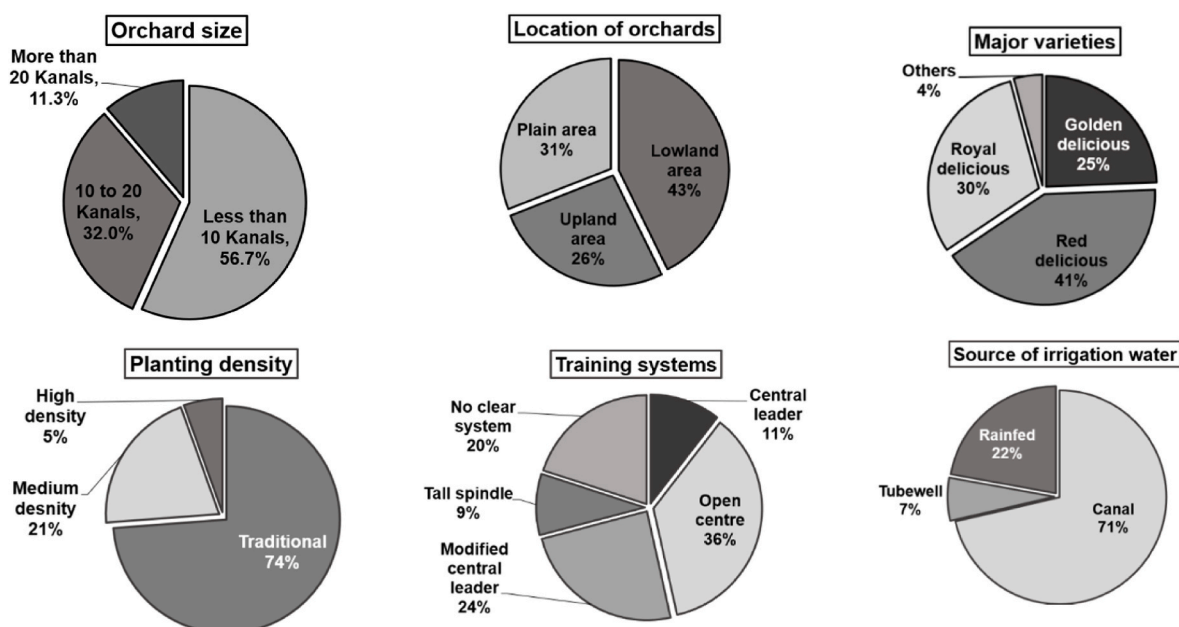 Orchard size
More than
20 Kanals,
11.3%
10 to 20
Kanals,
32.0%
Less than
10 Kanals,
56.7%
Location of orchards
Plain area
31%
Lowland
area
43%
Upland
area
26%
Major varieties
Others
4%
Golden
delicious
25%
Royal
delicious
30%
Red
delicious
41%
Planting density
High
density
5%
Medium
desnity
21%
Traditional
74%
Training systems
No clear
system
20%
Central
leader
11%
Tall spindle
9%
Open
centre
36%
Modified
central
leader
24%
Source of irrigation water
Rainfed
22%
Tubewell
7%
Canal
71%